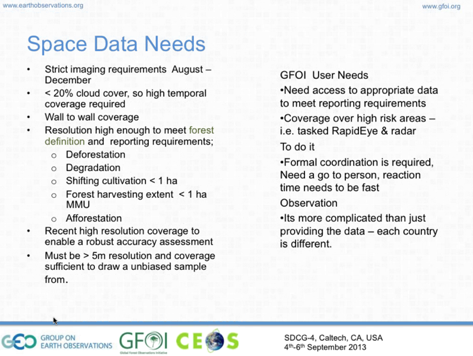 www.earthobservations.org
www.gfoi.org
Space Data Needs
• Strict imaging requirements August –
December
• < 20% cloud cover, so high temporal
coverage required
• Wall to wall coverage
• Resolution high enough to meet forest
definition and reporting requirements;
o Deforestation
o Degradation
o Shifting cultivation < 1 ha
o Forest harvesting extent < 1 ha
MMU
o Afforestation
• Recent high resolution coverage to
enable a robust accuracy assessment
• Must be > 5m resolution and coverage
sufficient to draw a unbiased sample
from.
GFOI User Needs
•Need access to appropriate data
to meet reporting requirements
•Coverage over high risk areas –
i.e. tasked RapidEye & radar
To do it
•Formal coordination is required,
Need a go to person, reaction
time needs to be fast
Observation
•Its more complicated than just
providing the data – each country
is different.
GEO GROUP ON
EARTH OBSERVATIONS
GFOI
Global Forest Observations Initiative
CEOS
SDCG-4, Caltech, CA, USA
4th-6th September 2013